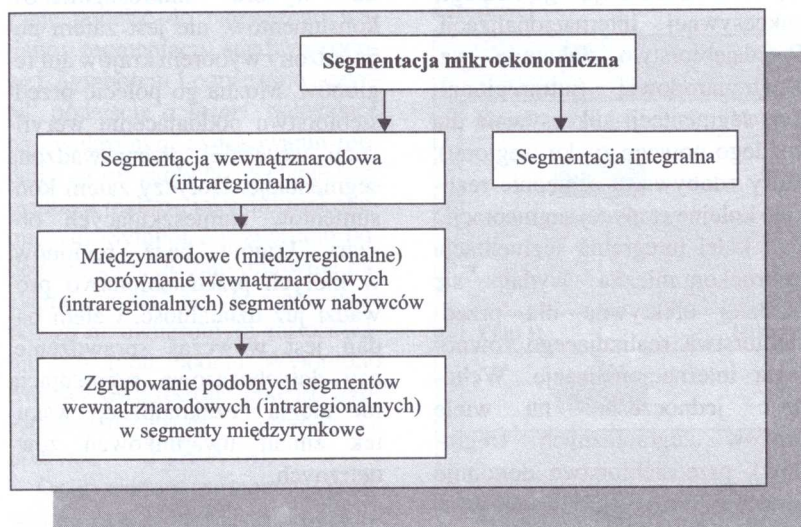 Segmentacja mikroekonomiczna
Segmentacja wewnątrznarodowa
(intraregionalna)
Segmentacja integralna
Międzynarodowe (międzyregionalne)
porównanie wewnątrznarodowych
(intraregionalnych) segmentów nabywców
Zgrupowanie podobnych segmentów
wewnątrznarodowych (intraregionalnych)
w segmenty międzyrynkowe